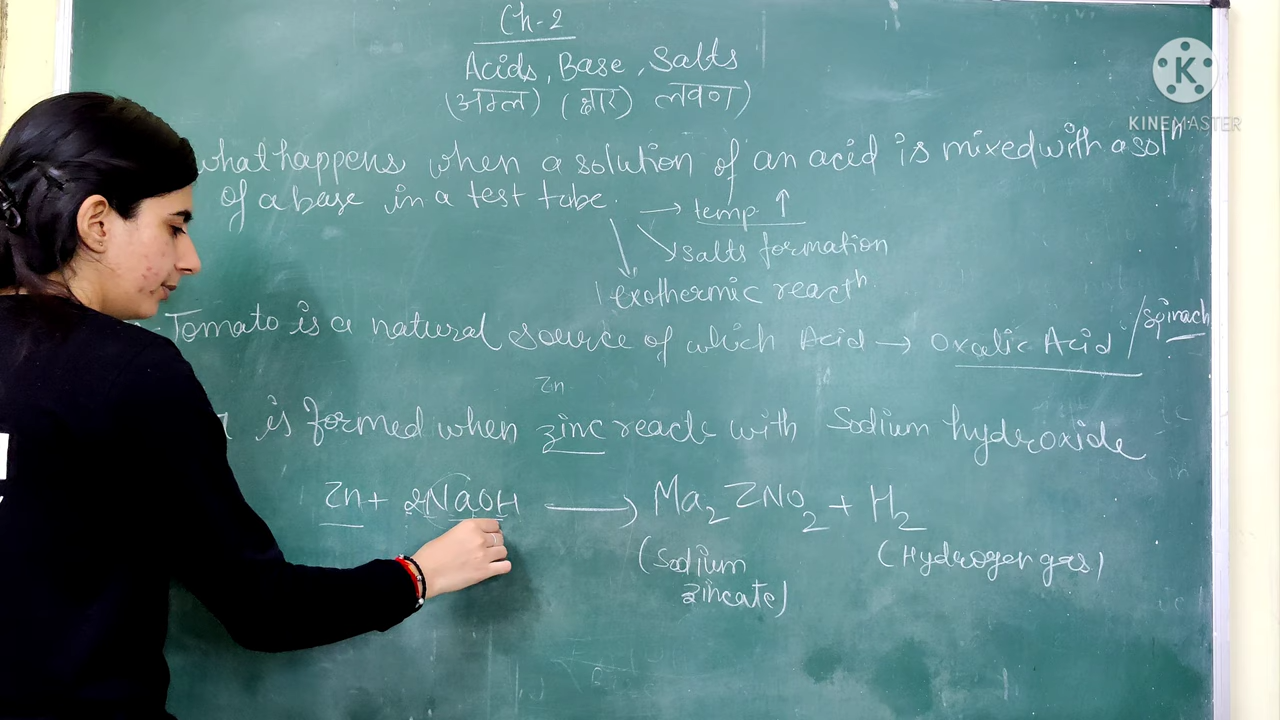 Ch-2
Acids, Base, Salts
(अम्ल) (क्षार) लवण)
K
KINEMASTER
what happens when a solution of an acid is mixed with a solⁿ
of a base in a test tube.
→ temp ↑
salts formation
exothermic reactⁿ
Tomato is a natural source of which Acid → Oxalic Acid / Spinach
Zn
is formed when zinc reacts with Sodium hydroxide
Zn + 2NaOH → Ma₂ ZNO₂ + H₂
(Sodium zincate) (Hydrogen gas)